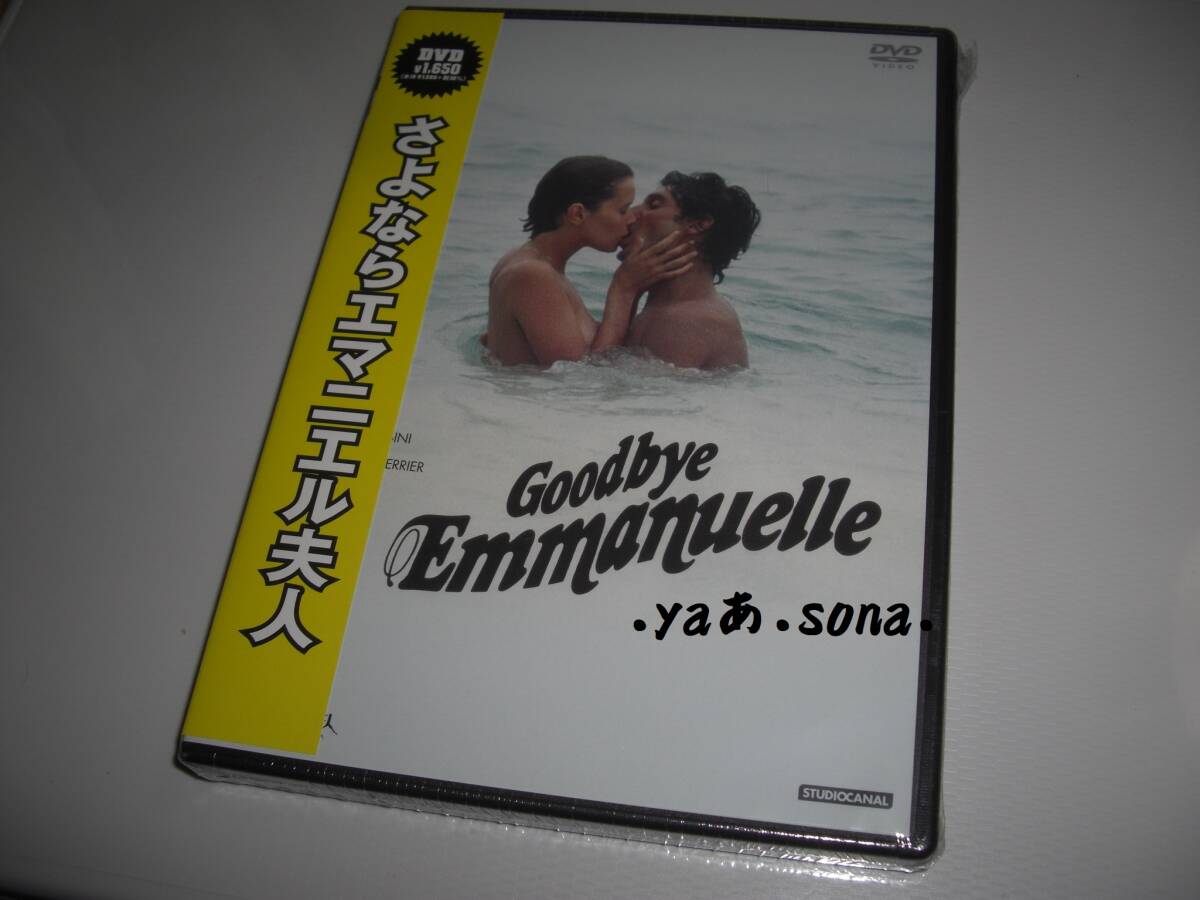 DVD
¥1,650
さよならエマニエル夫人
DVD
VIDEO
Goodbye
Emmanuelle
.yaあ.sona.
STUDIOCANAL